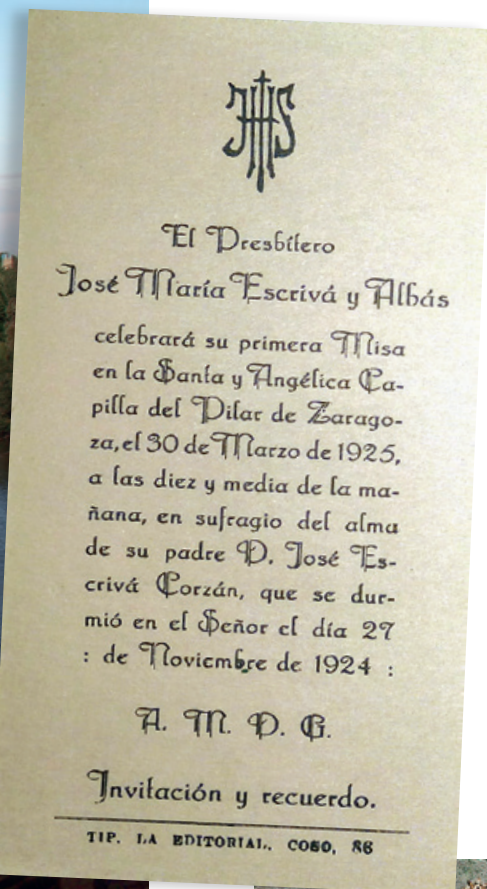 JHS
El Presbítero
José María Escrivá y Albás
celebrará su primera Misa
en la Santa y Angélica Ca-
pilla del Pilar de Zarago-
za, el 30 de Marzo de 1925,
a las diez y media de la ma-
ñana, en sufragio del alma
de su padre D. José Es-
crivá Corzán, que se dur-
mió en el Señor el día 27
: de Noviembre de 1924 :
A. M. D. G.
Invitación y recuerdo.
TIP. LA EDITORIAL. COSO, 86